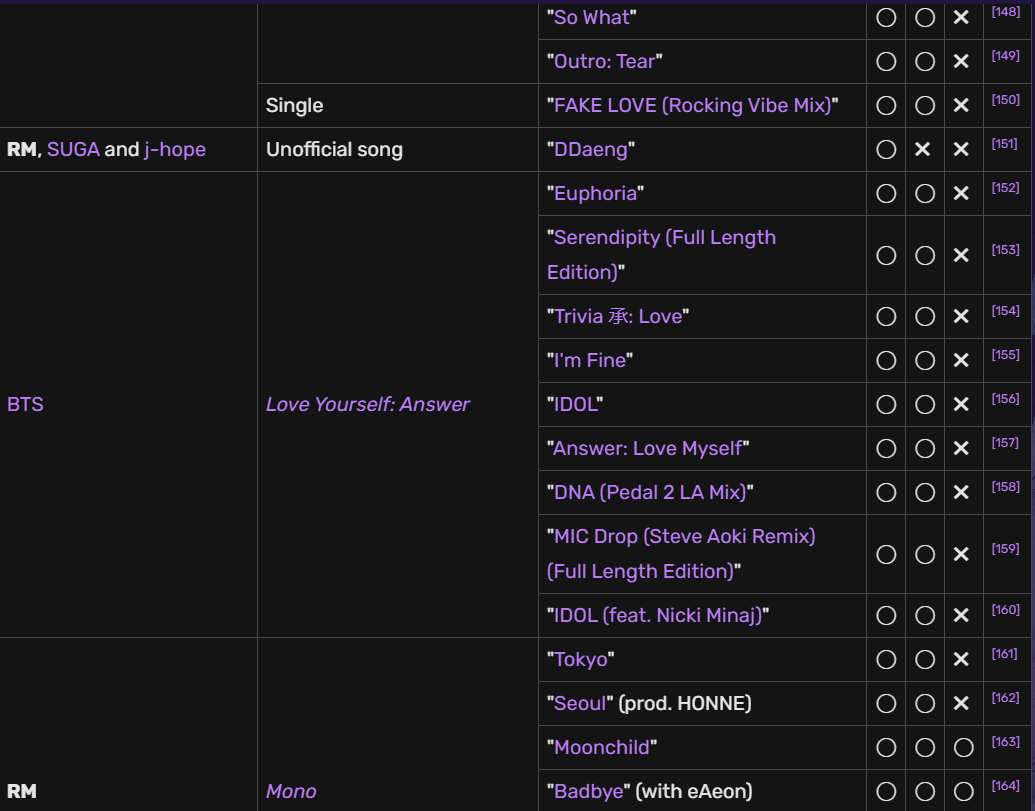 "So What" ○ ○ × [148]
"Outro: Tear" ○ ○ × [149]
Single "FAKE LOVE (Rocking Vibe Mix)" ○ ○ × [150]
RM, SUGA and j-hope Unofficial song "DDaeng" ○ × × [151]
"Euphoria" ○ ○ × [152]
"Serendipity (Full Length
Edition)" ○ ○ × [153]
"Trivia 承: Love" ○ ○ × [154]
"I'm Fine" ○ ○ × [155]
BTS Love Yourself: Answer "IDOL" ○ ○ × [156]
"Answer: Love Myself" ○ ○ × [157]
"DNA (Pedal 2 LA Mix)" ○ ○ × [158]
"MIC Drop (Steve Aoki Remix)
(Full Length Edition)" ○ ○ × [159]
"IDOL (feat. Nicki Minaj)" ○ ○ × [160]
"Tokyo" ○ ○ × [161]
"Seoul" (prod. HONNE) ○ ○ × [162]
"Moonchild" ○ ○ ○ [163]
RM Mono "Badbye" (with eAeon) ○ ○ ○ [164]